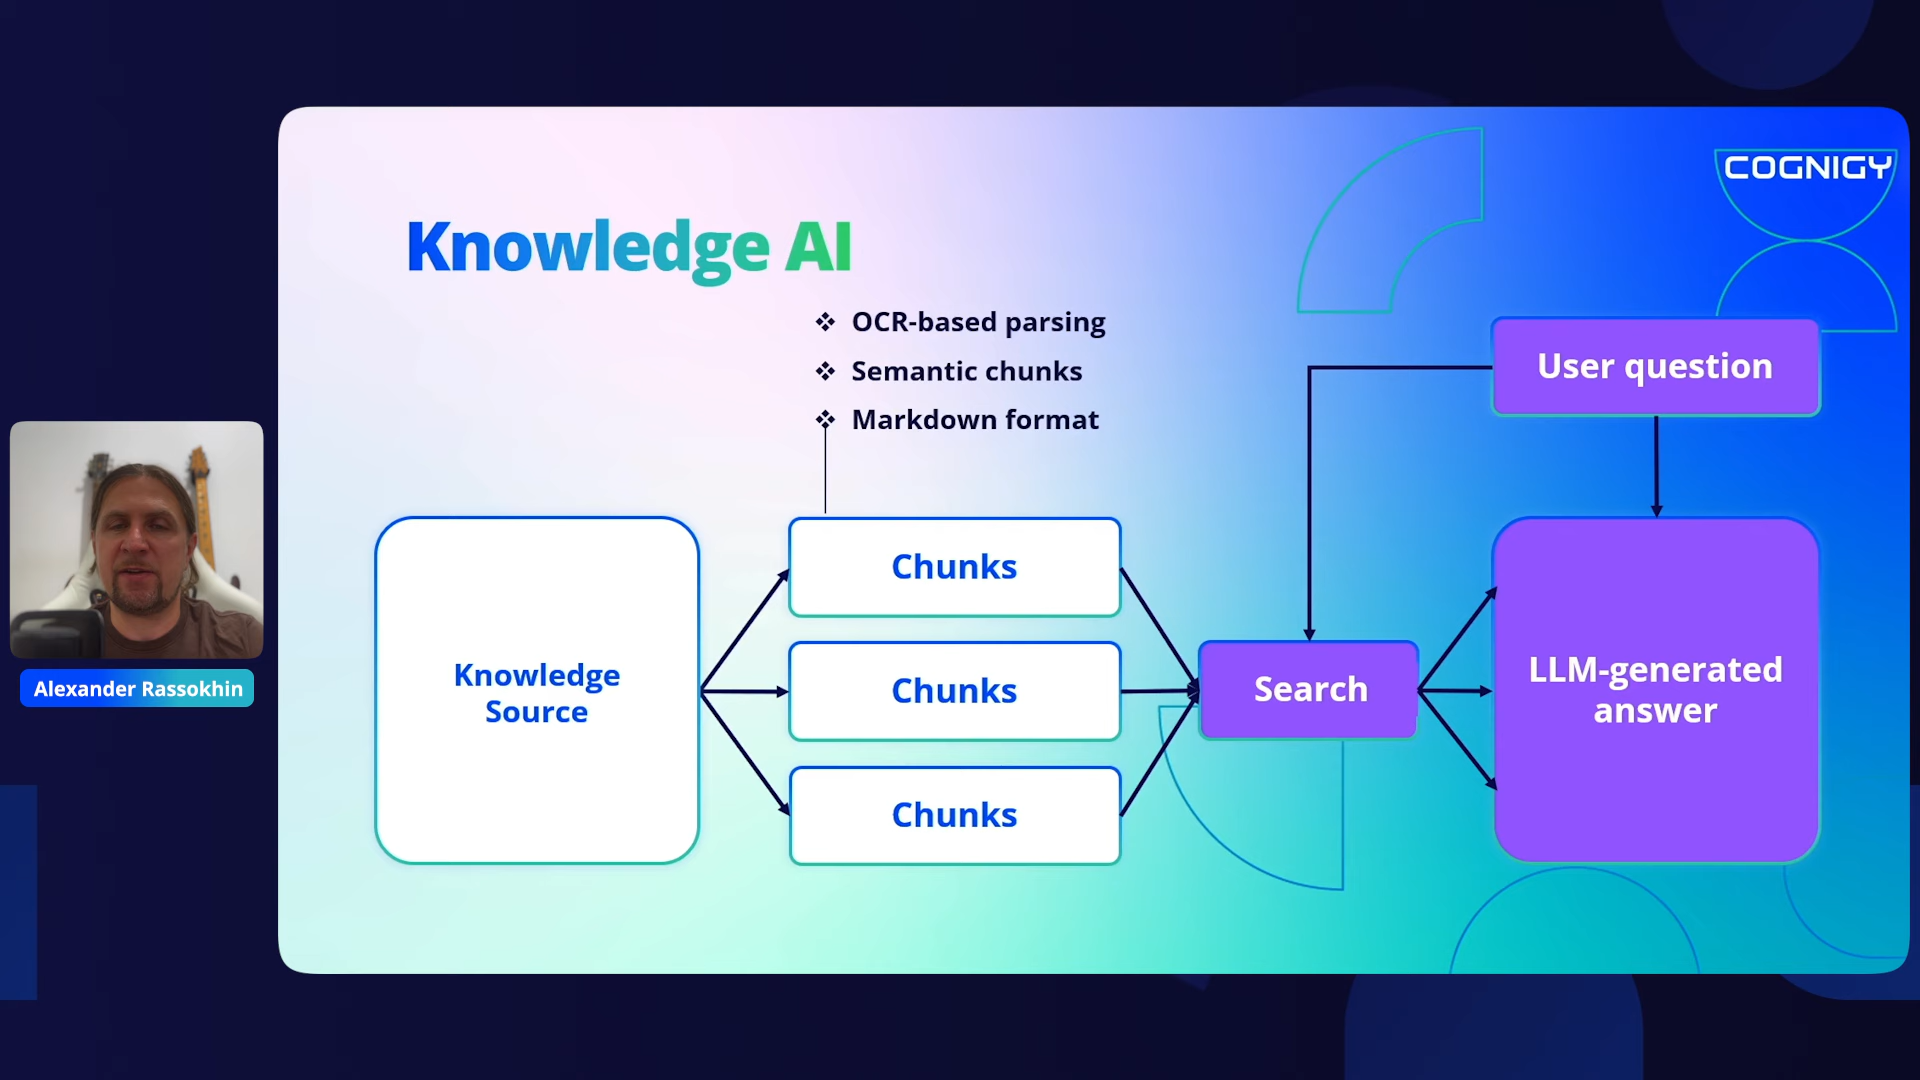 COGNIGY
Knowledge AI
❖ OCR-based parsing
❖ Semantic chunks
❖ Markdown format
User question
Knowledge
Source
Chunks
Chunks
Chunks
Search
LLM-generated
answer
Alexander Rassokhin